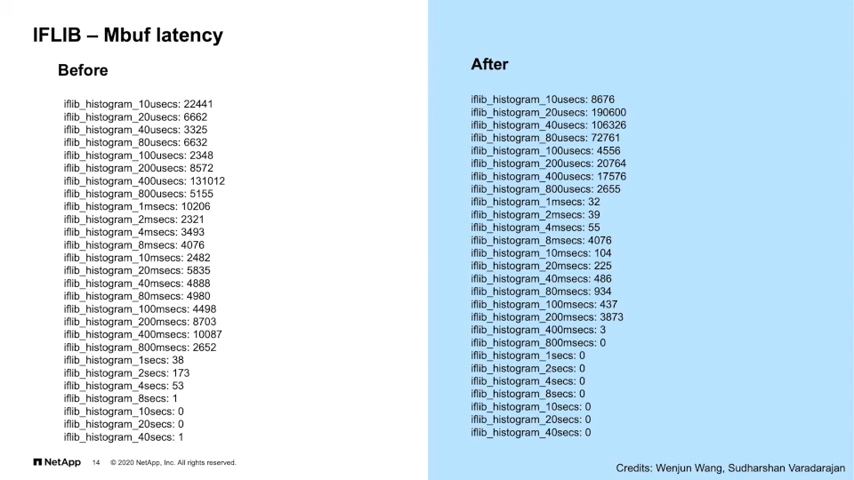 IFLIB – Mbuf latency
Before
iflib_histogram_10usecs: 22441
iflib_histogram_20usecs: 6662
iflib_histogram_40usecs: 3325
iflib_histogram_80usecs: 6632
iflib_histogram_100usecs: 2348
iflib_histogram_200usecs: 8572
iflib_histogram_400usecs: 131012
iflib_histogram_800usecs: 5155
iflib_histogram_1msecs: 10206
iflib_histogram_2msecs: 2321
iflib_histogram_4msecs: 3493
iflib_histogram_8msecs: 4076
iflib_histogram_10msecs: 2482
iflib_histogram_20msecs: 5835
iflib_histogram_40msecs: 4888
iflib_histogram_80msecs: 4980
iflib_histogram_100msecs: 4498
iflib_histogram_200msecs: 8703
iflib_histogram_400msecs: 10087
iflib_histogram_800msecs: 2652
iflib_histogram_1secs: 38
iflib_histogram_2secs: 173
iflib_histogram_4secs: 53
iflib_histogram_8secs: 1
iflib_histogram_10secs: 0
iflib_histogram_20secs: 0
iflib_histogram_40secs: 1
After
iflib_histogram_10usecs: 8676
iflib_histogram_20usecs: 190600
iflib_histogram_40usecs: 106326
iflib_histogram_80usecs: 72761
iflib_histogram_100usecs: 4556
iflib_histogram_200usecs: 20764
iflib_histogram_400usecs: 17576
iflib_histogram_800usecs: 2655
iflib_histogram_1msecs: 32
iflib_histogram_2msecs: 39
iflib_histogram_4msecs: 55
iflib_histogram_8msecs: 4076
iflib_histogram_10msecs: 104
iflib_histogram_20msecs: 225
iflib_histogram_40msecs: 486
iflib_histogram_80msecs: 934
iflib_histogram_100msecs: 437
iflib_histogram_200msecs: 3873
iflib_histogram_400msecs: 3
iflib_histogram_800msecs: 0
iflib_histogram_1secs: 0
iflib_histogram_2secs: 0
iflib_histogram_4secs: 0
iflib_histogram_8secs: 0
iflib_histogram_10secs: 0
iflib_histogram_20secs: 0
iflib_histogram_40secs: 0
NetApp 14 © 2020 NetApp, Inc. All rights reserved.
Credits: Wenjun Wang, Sudharshan Varadarajan